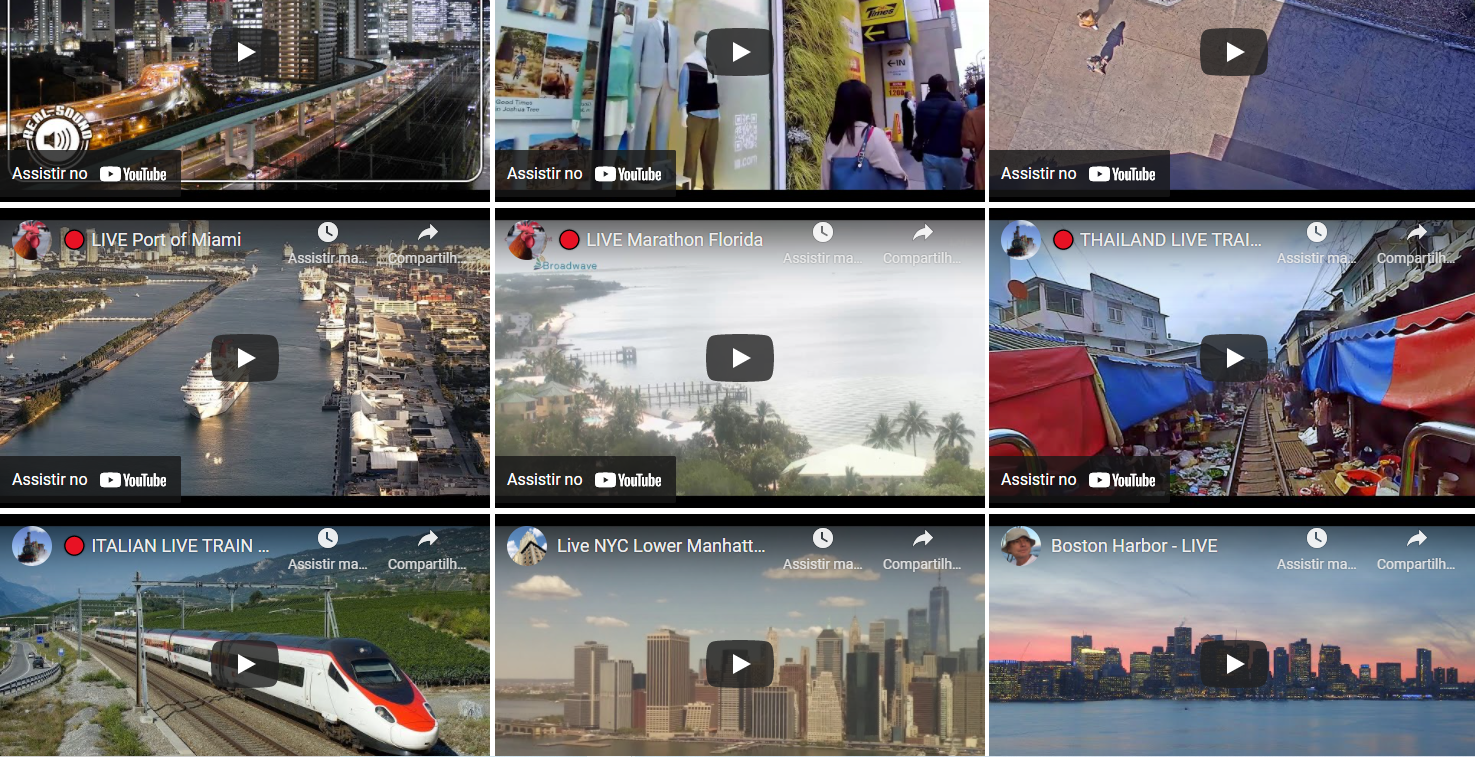 Times
IN
1,200
Good Times
in Joshua Tree
REAL-SOUND
Assistir no YouTube
Assistir no YouTube
Assistir no YouTube
LIVE Port of Miami
Assistir ma...
Compartilh...
LIVE Marathon Florida
Assistir ma...
Compartilh...
THAILAND LIVE TRAI...
Assistir ma...
Compartilh...
Broadwave
Assistir no YouTube
Assistir no YouTube
Assistir no YouTube
ITALIAN LIVE TRAIN ...
Assistir ma...
Compartilh...
Live NYC Lower Manhatt...
Assistir ma...
Compartilh...
Boston Harbor - LIVE
Assistir ma...
Compartilh...